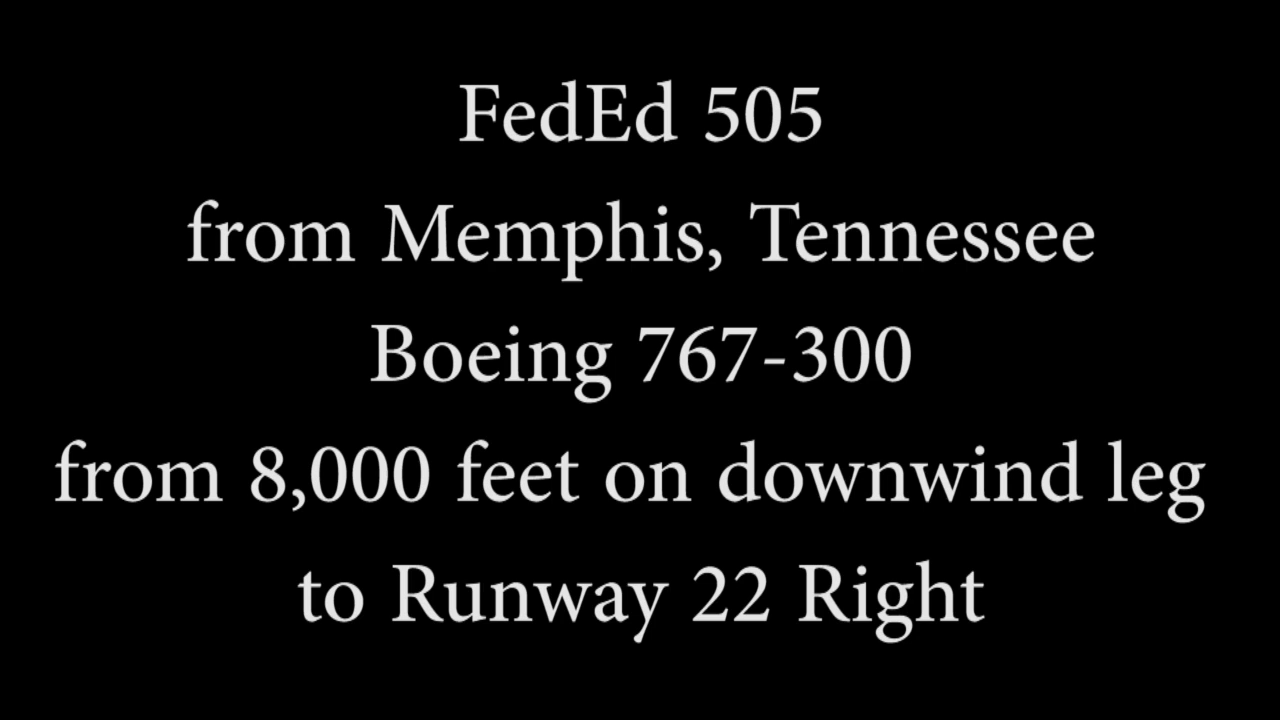 FedEd 505
from Memphis, Tennessee
Boeing 767-300
from 8,000 feet on downwind leg
to Runway 22 Right